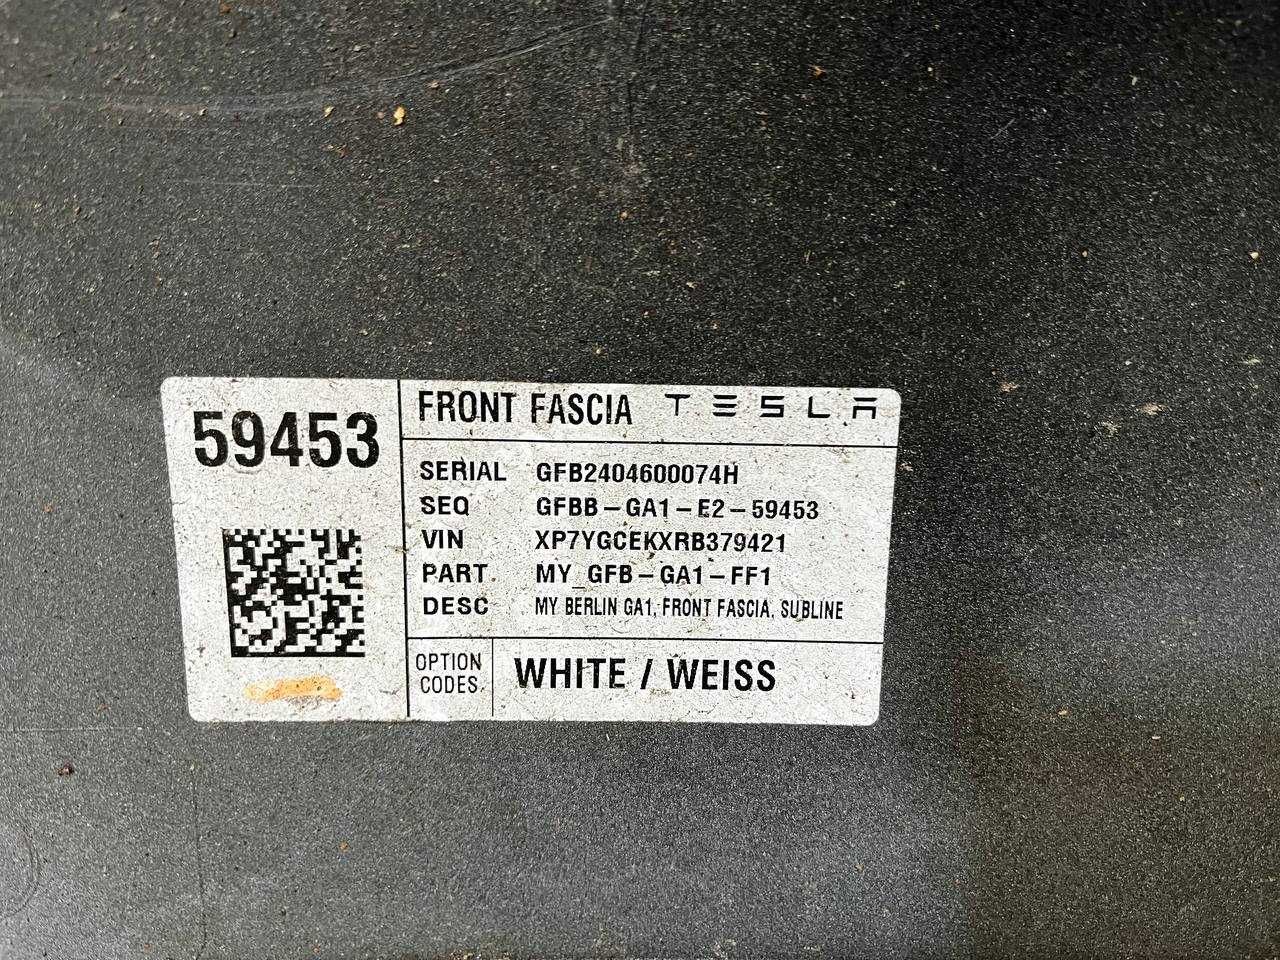 59453
FRONT FASCIA TESLA
SERIAL GFB2404600074H
SEQ GFBB-GA1-E2-59453
VIN XP7YGCEKXRB379421
PART MY_GFB-GA1-FF1
DESC MY BERLIN GA1, FRONT FASCIA, SUBLINE
OPTION CODES WHITE / WEISS